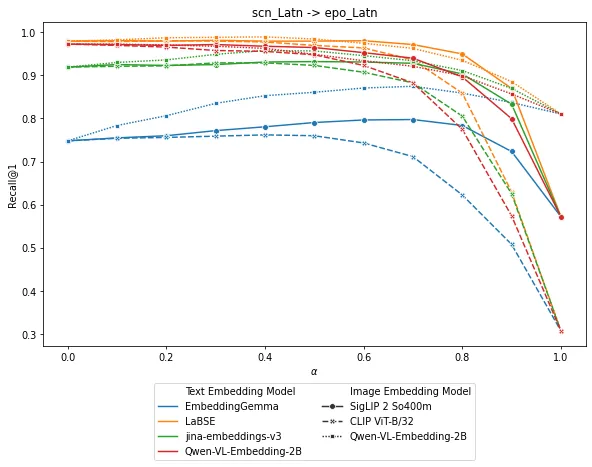 scn_Latn -> epo_Latn
1.0
0.9
0.8
0.7
0.6
0.5
0.4
0.3
Recall@1
0.0 0.2 0.4 0.6 0.8 1.0
α
Text Embedding Model Image Embedding Model
EmbeddingGemma SigLIP 2 So400m
LaBSE CLIP ViT-B/32
jina-embeddings-v3 Qwen-VL-Embedding-2B
Qwen-VL-Embedding-2B